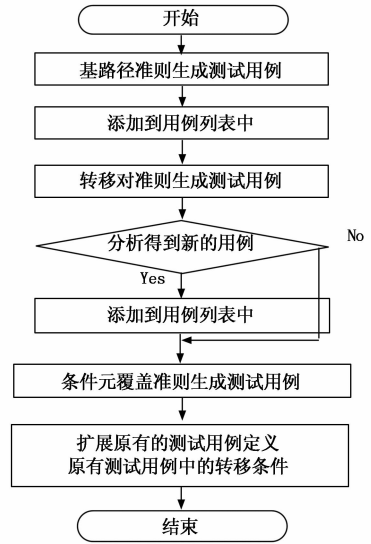 开始
基路径准则生成测试用例
添加到用例列表中
转移对准则生成测试用例
分析得到新的用例
No
Yes
添加到用例列表中
条件元覆盖准则生成测试用例
扩展原有的测试用例定义
原有测试用例中的转移条件
结束